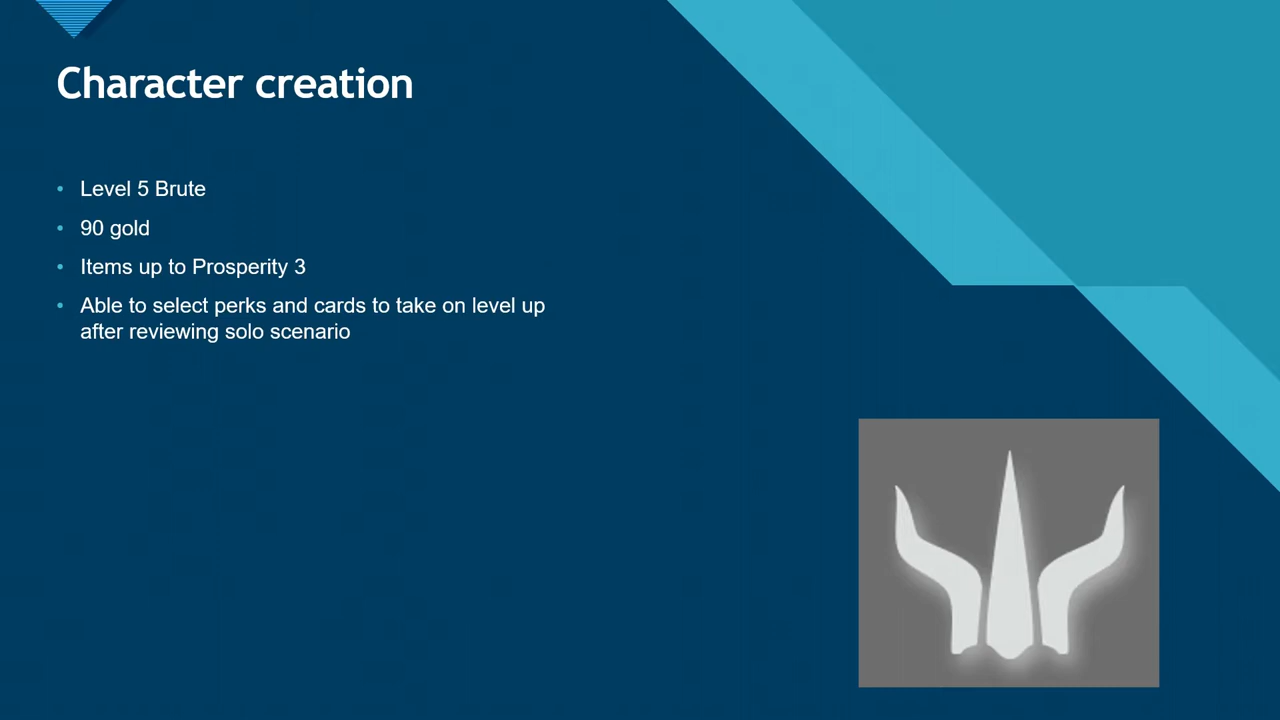 Character creation
• Level 5 Brute
• 90 gold
• Items up to Prosperity 3
• Able to select perks and cards to take on level up
after reviewing solo scenario